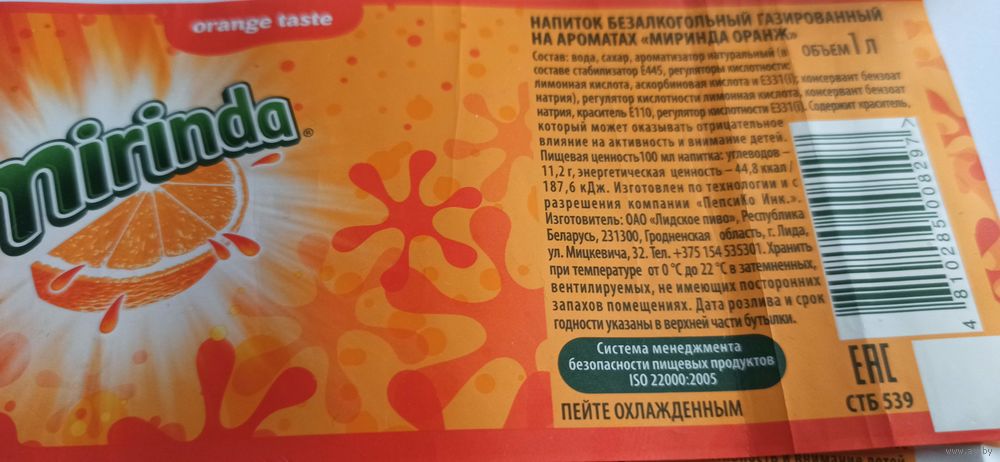 orange taste
mirinda®
НАПИТОК БЕЗАЛКОГОЛЬНЫЙ ГАЗИРОВАННЫЙ
НА АРОМАТАХ «МИРИНДА ОРАНЖ»
ОБЪЕМ 1 Л
Состав: вода, сахар, ароматизатор натуральный (в
составе стабилизатор Е445, регуляторы кислотности:
лимонная кислота, аскорбиновая кислота и Е331(i), консервант бензоат
натрия), регулятор кислотности лимонная кислота, консервант бензоат
натрия, краситель Е110, регулятор кислотности Е331(i). Содержит краситель,
который может оказывать отрицательное
влияние на активность и внимание детей.
Пищевая ценность100 мл напитка: углеводов –
11,2 г, энергетическая ценность – 44,8 ккал /
187,6 кДж. Изготовлен по технологии и с
разрешения компании «ПепсиКо Инк.».
Изготовитель: ОАО «Лидское пиво», Республика
Беларусь, 231300, Гродненская область, г. Лида,
ул. Мицкевича, 32. Тел. +375 154 535301. Хранить
при температуре от 0 °С до 22 °С в затемненных,
вентилируемых, не имеющих посторонних
запахов помещениях. Дата розлива и срок
годности указаны в верхней части бутылки.
Система менеджмента
безопасности пищевых продуктов
ISO 22000:2005
ПЕЙТЕ ОХЛАЖДЕННЫМ
4 810285 008297 >
ЕАС
СТБ 539